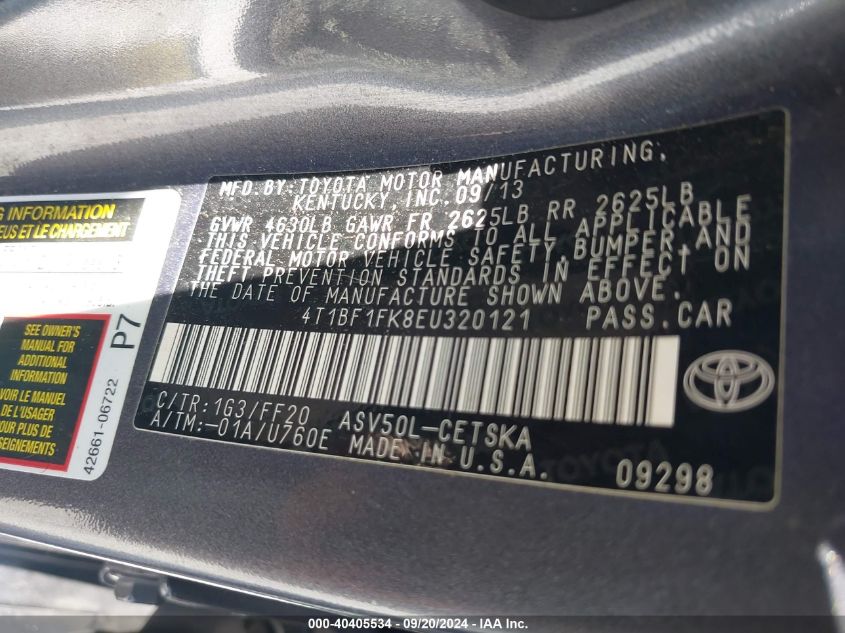 G INFORMATION
EUS ET LE CHARGEMENT
SEE OWNER'S
MANUAL FOR
ADDITIONAL
INFORMATION
VOIR LE MANUEL
DE L'USAGER
POUR PLUS DE
RENSEIGNEMENTS
P7
42661-06722
MFD.BY:TOYOTA MOTOR MANUFACTURING,
KENTUCKY,INC.09/13
GVWR 4630LB GAWR FR 2625LB RR 2625LB
THIS VEHICLE CONFORMS TO ALL APPLICABLE
FEDERAL MOTOR VEHICLE SAFETY,BUMPER,AND
THEFT PREVENTION STANDARDS IN EFFECT ON
THE DATE OF MANUFACTURE SHOWN ABOVE.
4T1BF1FK8EU320121 PASS.CAR
C/TR:1G3/FF20 ASV50L-CETSKA
A/TM:-01A/U760E MADE IN U.S.A.
09298
000-40405534 - 09/20/2024 - IAA Inc.